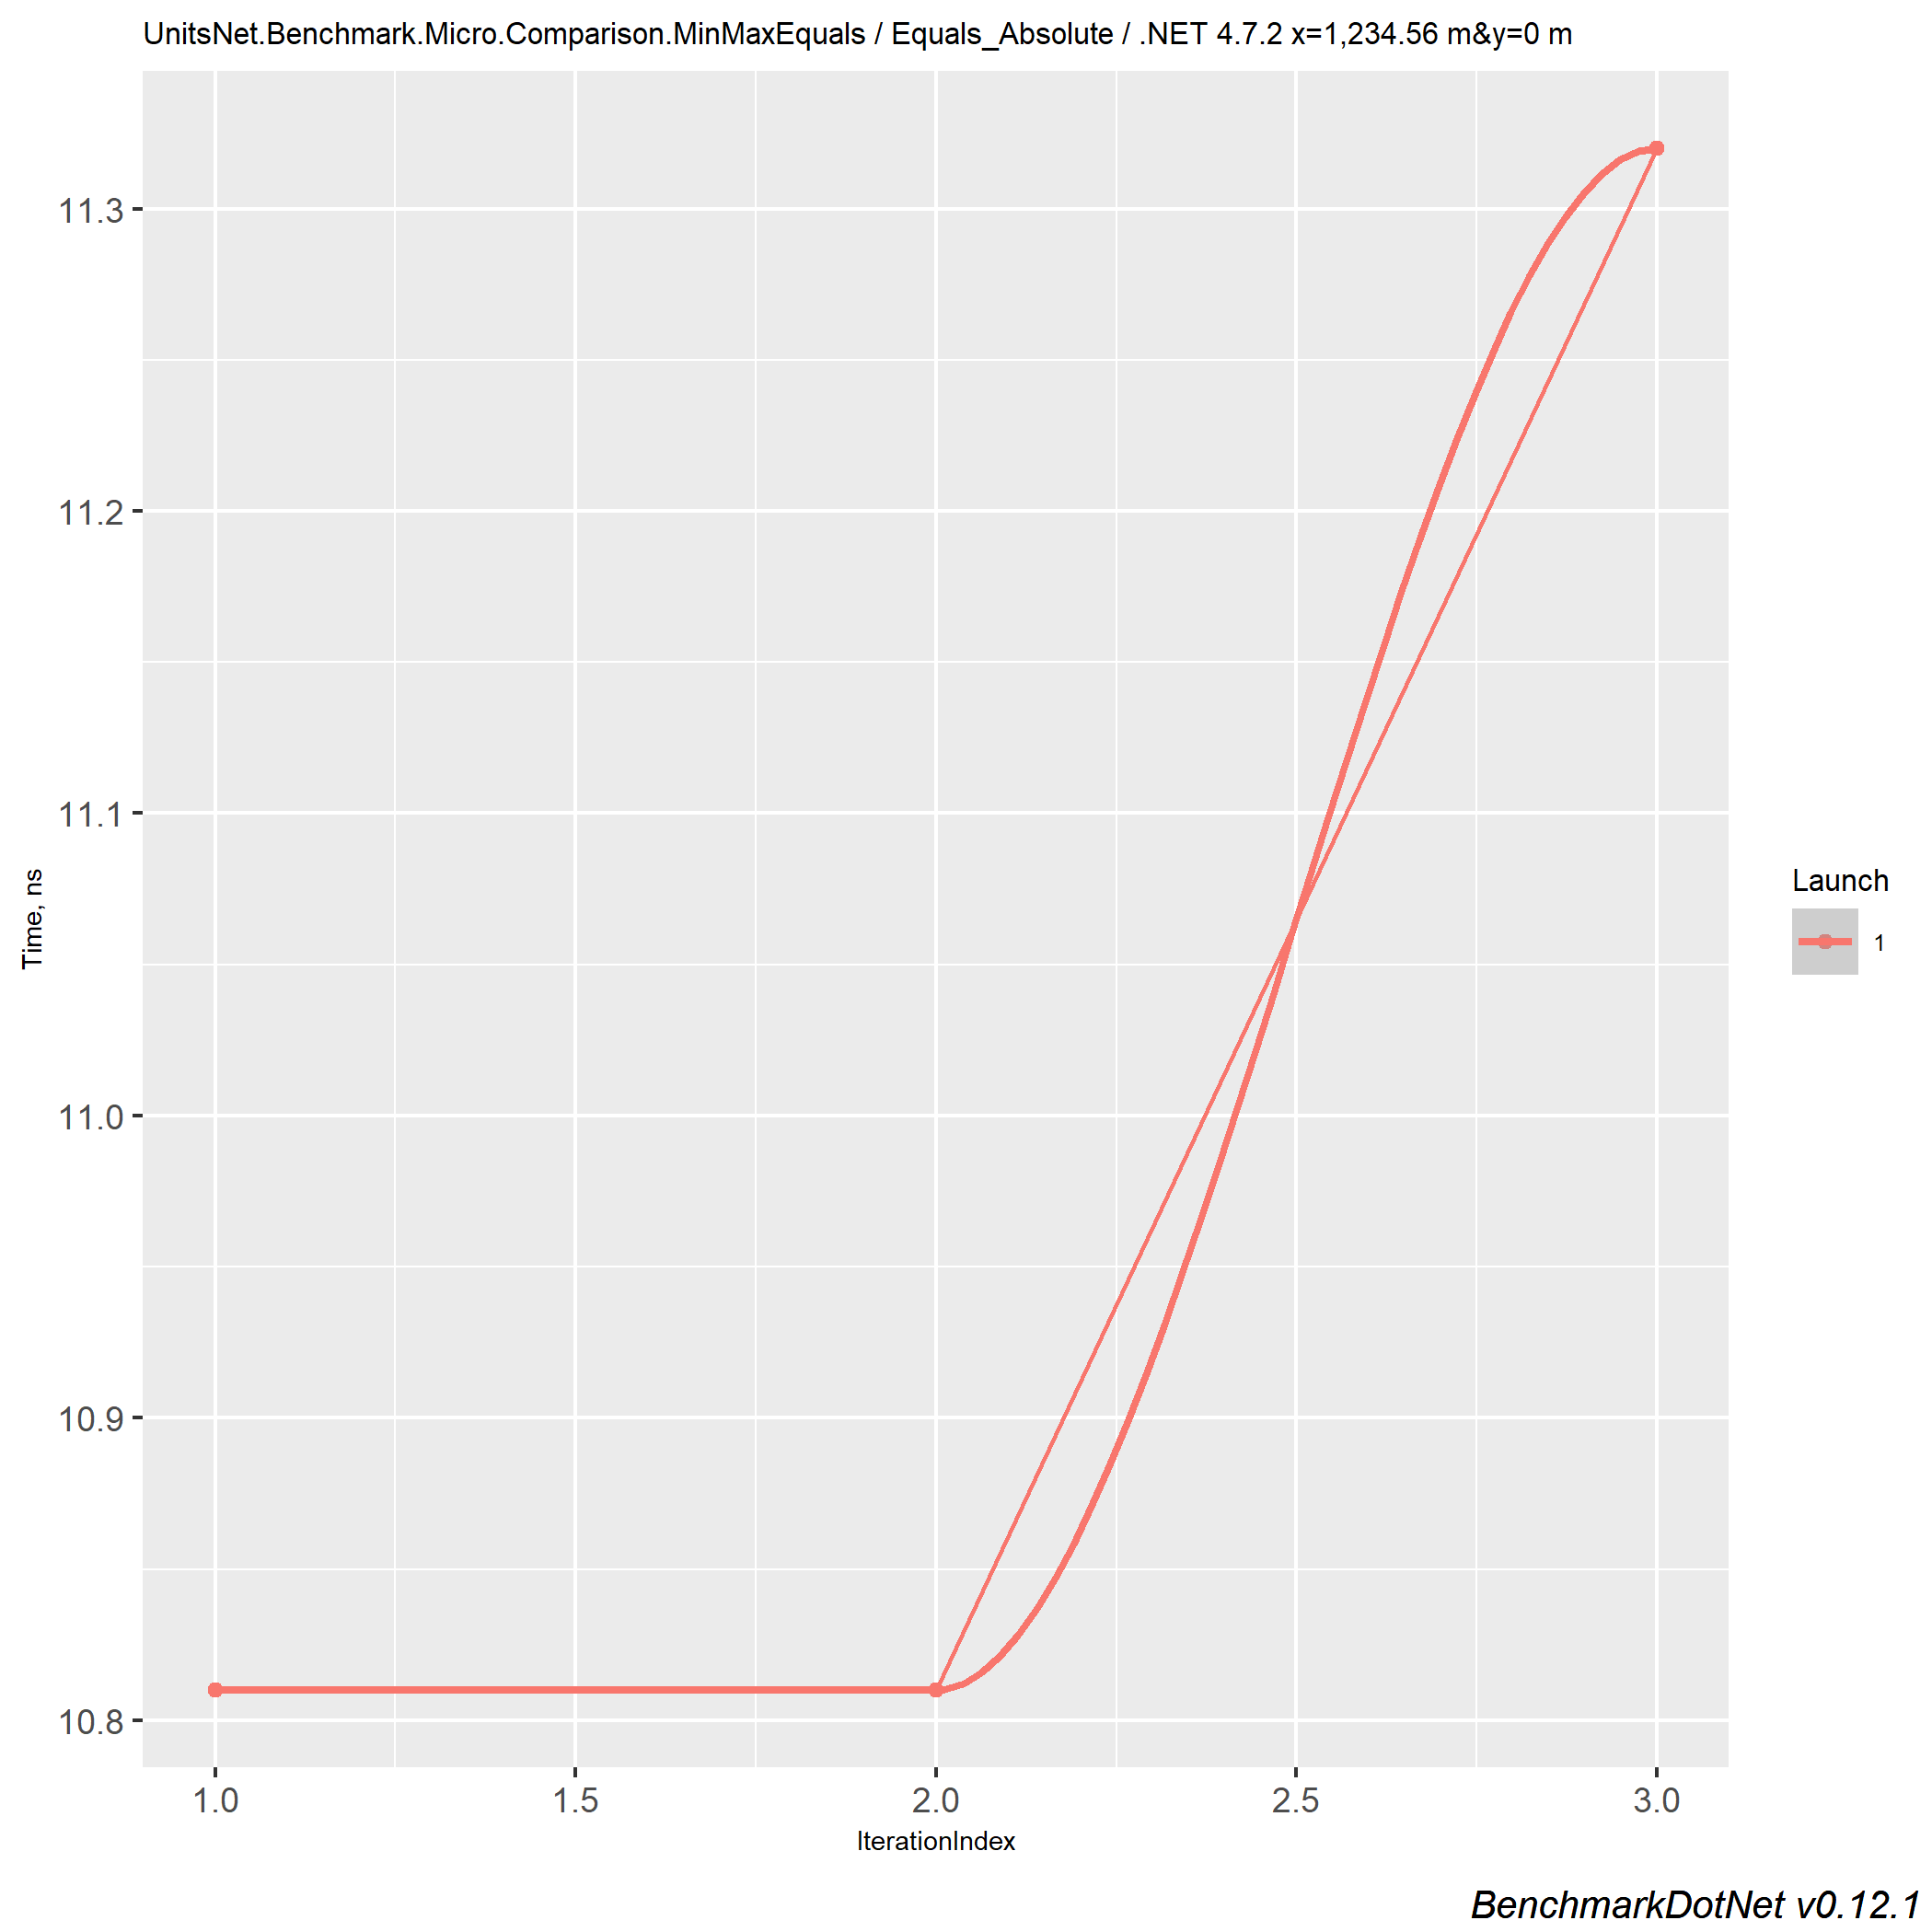 UnitsNet.Benchmark.Micro.Comparison.MinMaxEquals / Equals_Absolute / .NET 4.7.2 x=1,234.56 m&y=0 m
11.3
11.2
11.1
11.0
10.9
10.8
Time, ns
1.0 1.5 2.0 2.5 3.0
IterationIndex
Launch
1
BenchmarkDotNet v0.12.1